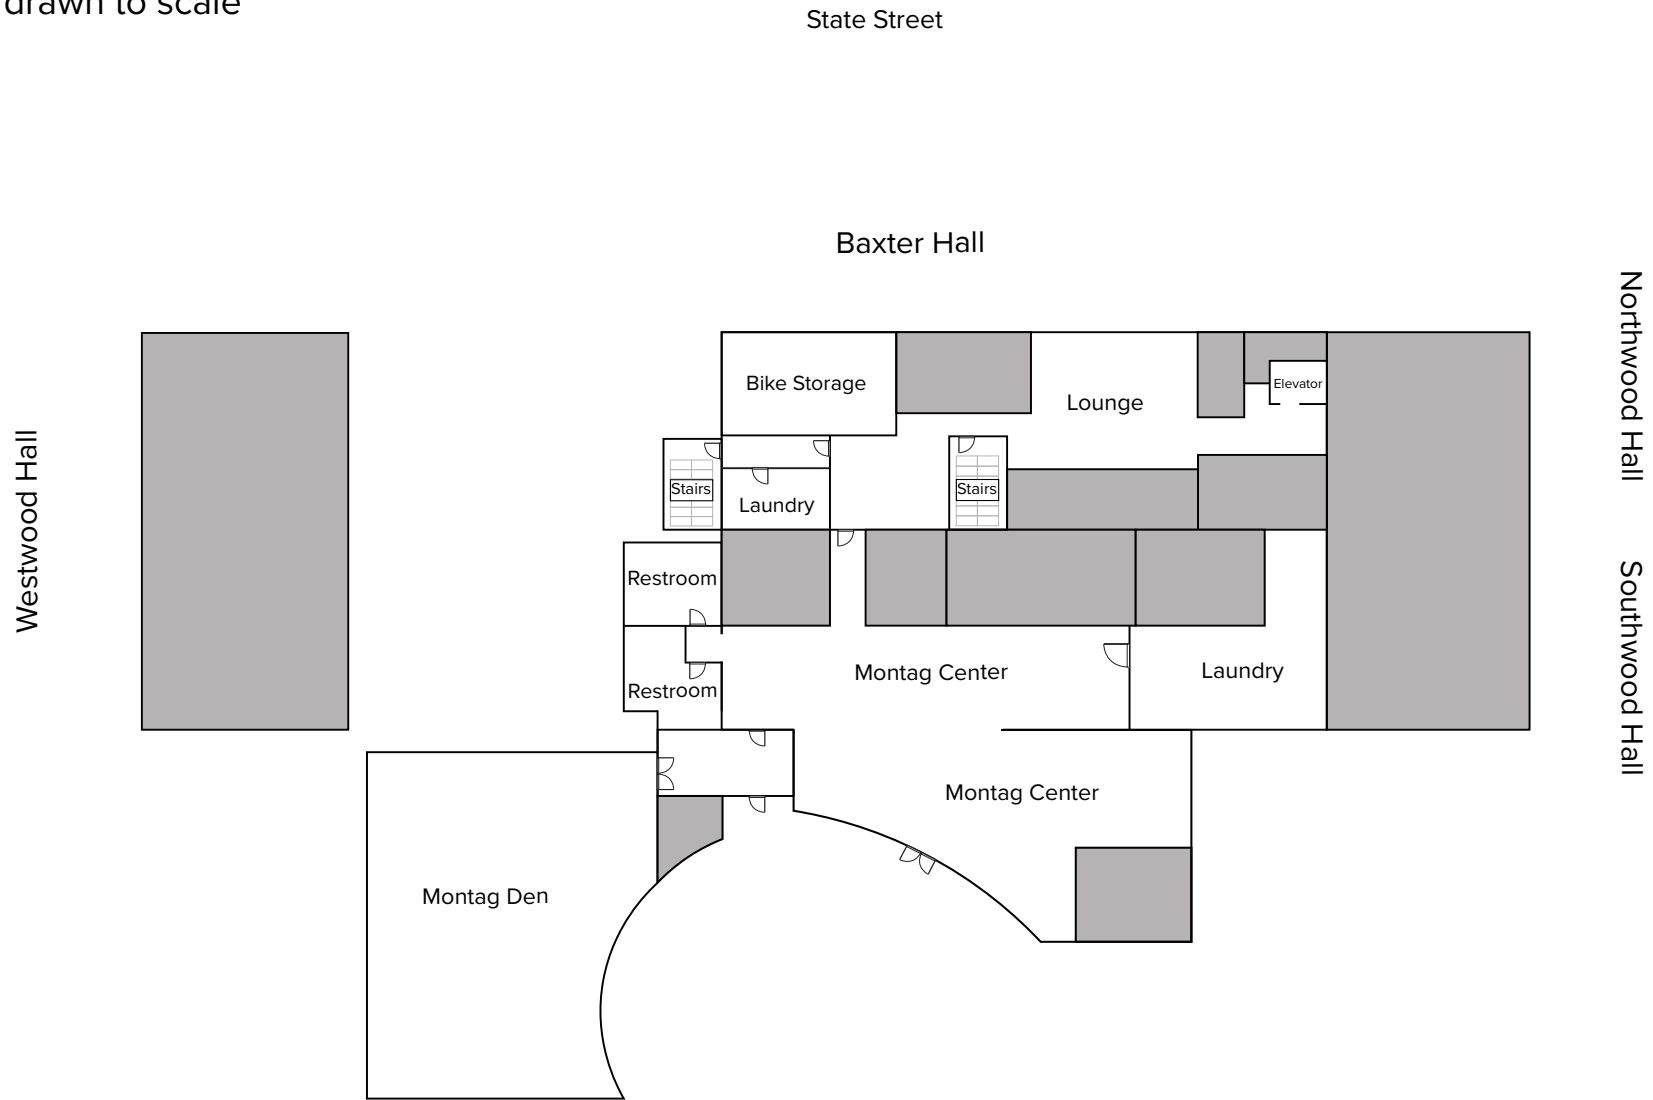 drawn to scale
State Street
Baxter Hall
Northwood Hall
Westwood Hall
Southwood Hall
Bike Storage
Elevator
Lounge
Stairs
Stairs
Laundry
Restroom
Montag Center
Laundry
Restroom
Montag Center
Montag Den